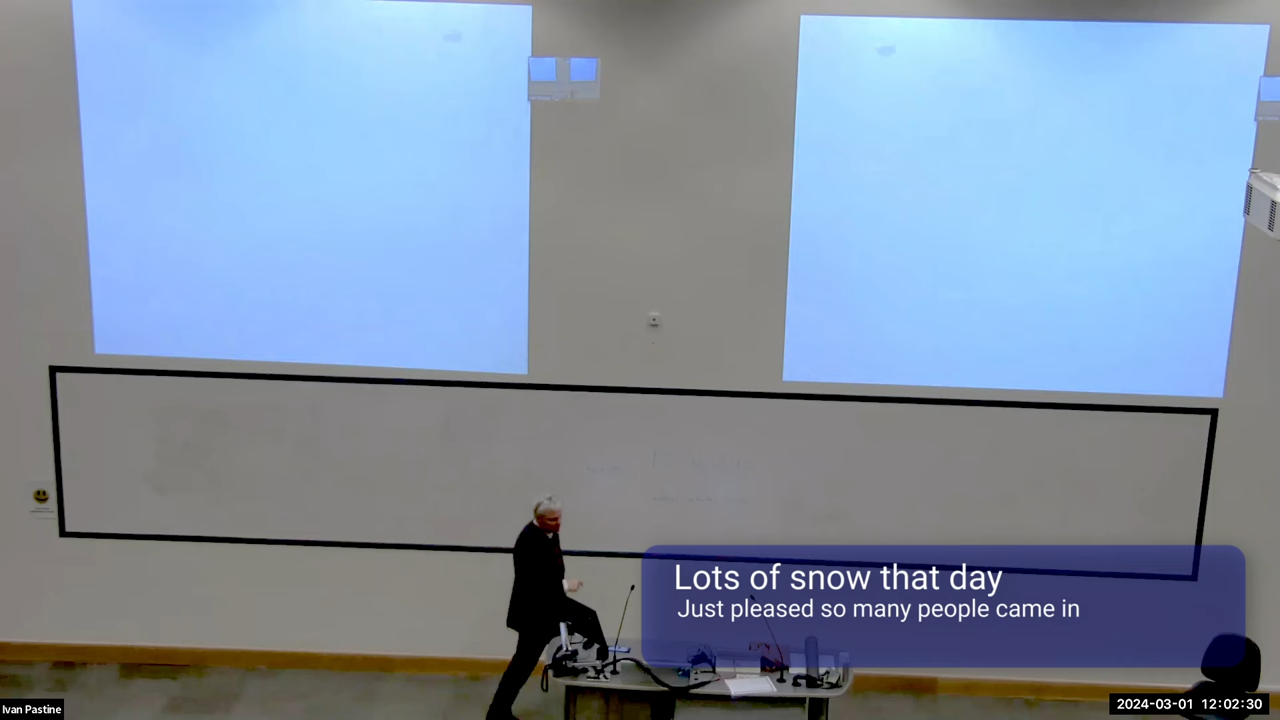 Lots of snow that day
Just pleased so many people came in
Ivan Pastine
2024-03-01 12:02:30